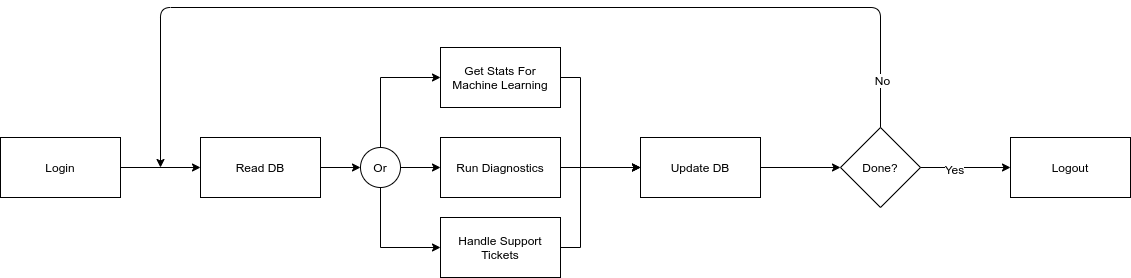 No
Get Stats For
Machine Learning
Login
Read DB
Or
Run Diagnostics
Update DB
Done?
Yes
Logout
Handle Support
Tickets